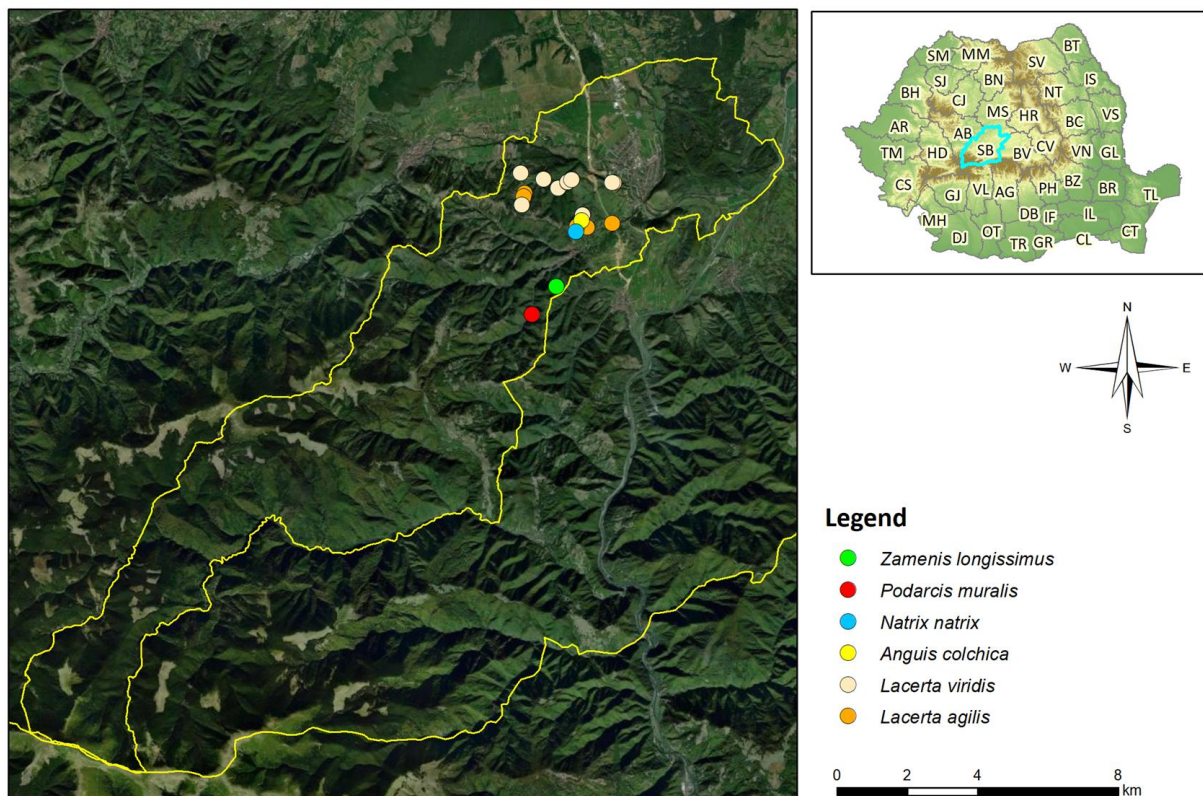 BT
SM
MM
SV
SJ
BN
IS
BH
CJ
NT
MS
HR
VS
AR
AB
BC
SB
TM
HD
BV
CV
VN
GL
CS
GJ
VL
AG
PH
BZ
BR
TL
MH
DB
IF
IL
DJ
OT
TR
GR
CL
CT
N
W
E
S
Legend
Zamenis longissimus
Podarcis muralis
Natrix natrix
Anguis colchica
Lacerta viridis
Lacerta agilis
0 2 4 8
km